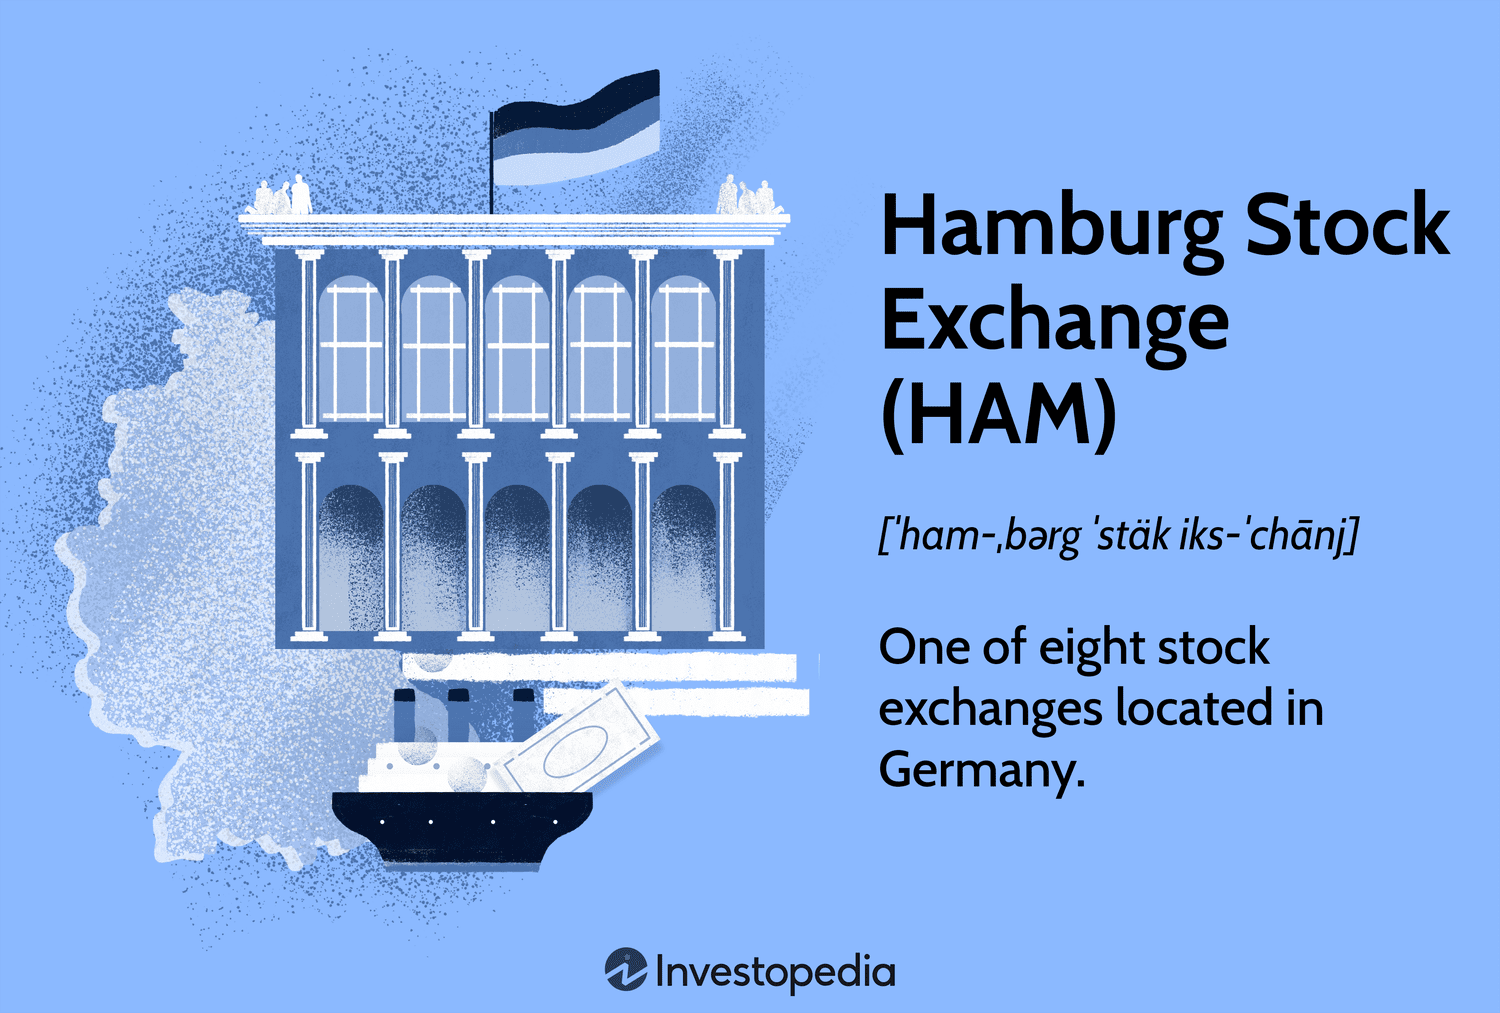 Hamburg Stock
Exchange
(HAM)
[ˈham-ˌbərg ˈstäk iks-ˈchānj]
One of eight stock
exchanges located in
Germany.
Investopedia